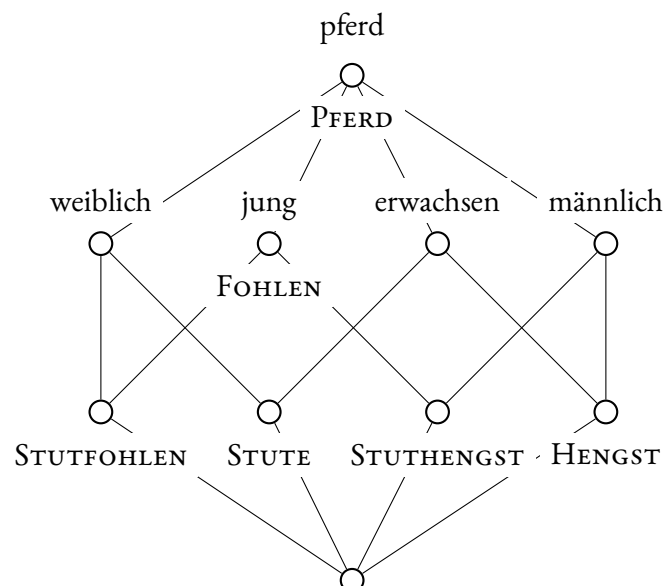 pferd
PFERD
weiblich jung erwachsen männlich
FOHLEN
STUTFOHLEN STUTE STUTHENGST HENGST